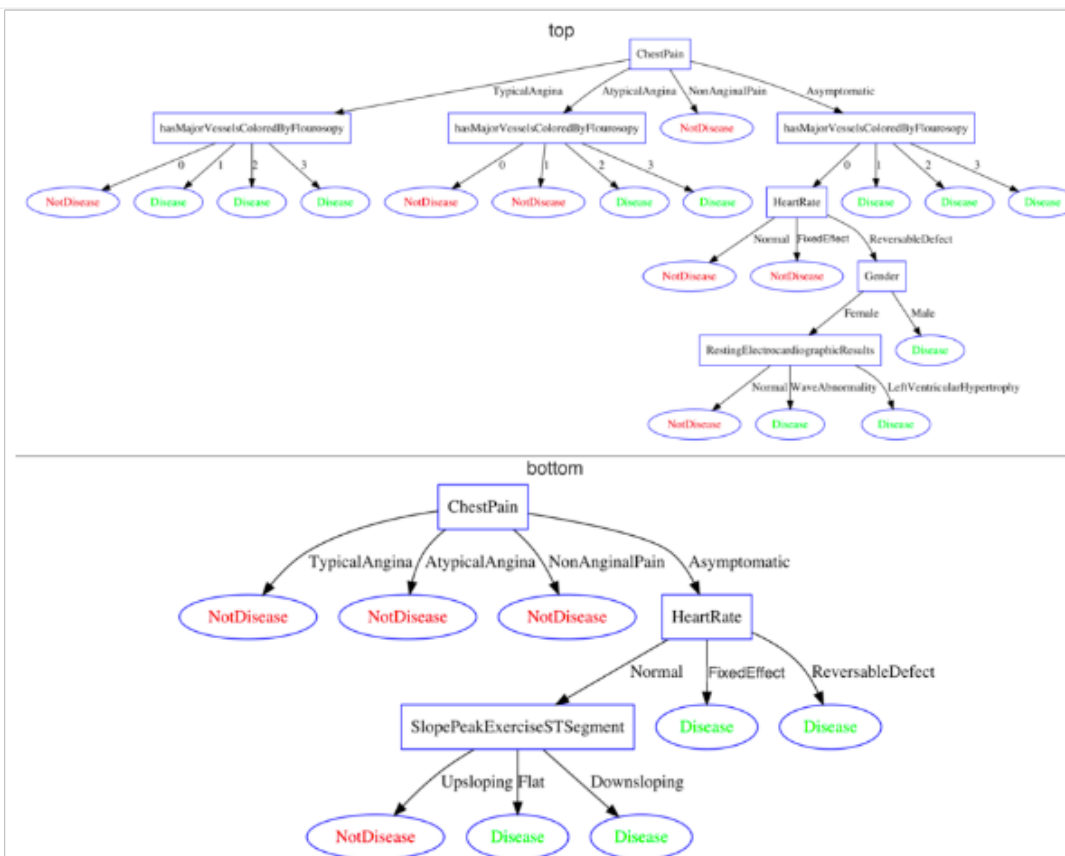 top
ChestPain
TypicalAngina AtypicalAngina NonAnginalPain Asymptomatic
hasMajorVesselsColoredByFlourosopy hasMajorVesselsColoredByFlourosopy NotDisease hasMajorVesselsColoredByFlourosopy
0 1 2 3 0 1 2 3 0 1 2 3
NotDisease Disease Disease Disease NotDisease NotDisease Disease Disease HeartRate Disease Disease Disease
Normal FixedEffect ReversableDefect
NotDisease NotDisease Gender
Female Male
RestingElectrocardiographicResults Disease
Normal WaveAbnormality LeftVentricularHypertrophy
NotDisease Disease Disease
bottom
ChestPain
TypicalAngina AtypicalAngina NonAnginalPain Asymptomatic
NotDisease NotDisease NotDisease HeartRate
Normal FixedEffect ReversableDefect
SlopePeakExerciseSTSegment Disease Disease
Upsloping Flat Downsloping
NotDisease Disease Disease